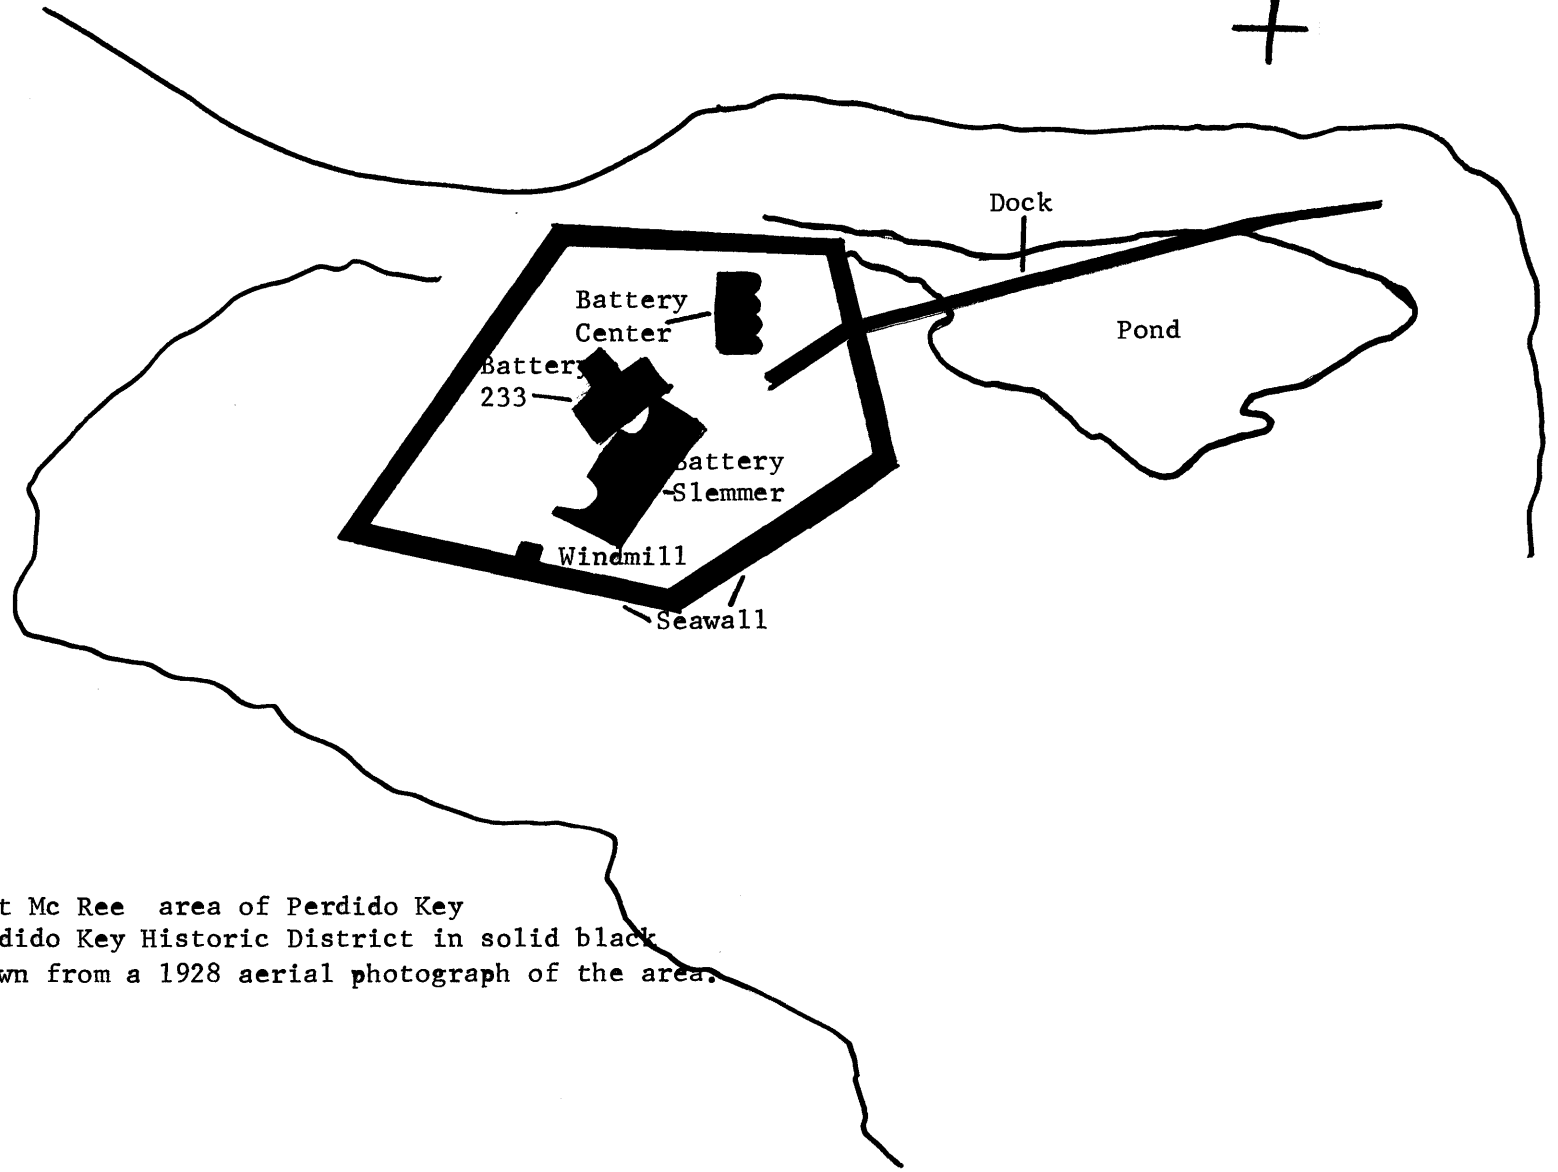 Dock
Battery
Center
Pond
Battery
233
Battery
Slemmer
Windmill
Seawall
t Mc Ree area of Perdido Key
dido Key Historic District in solid black
wn from a 1928 aerial photograph of the area.